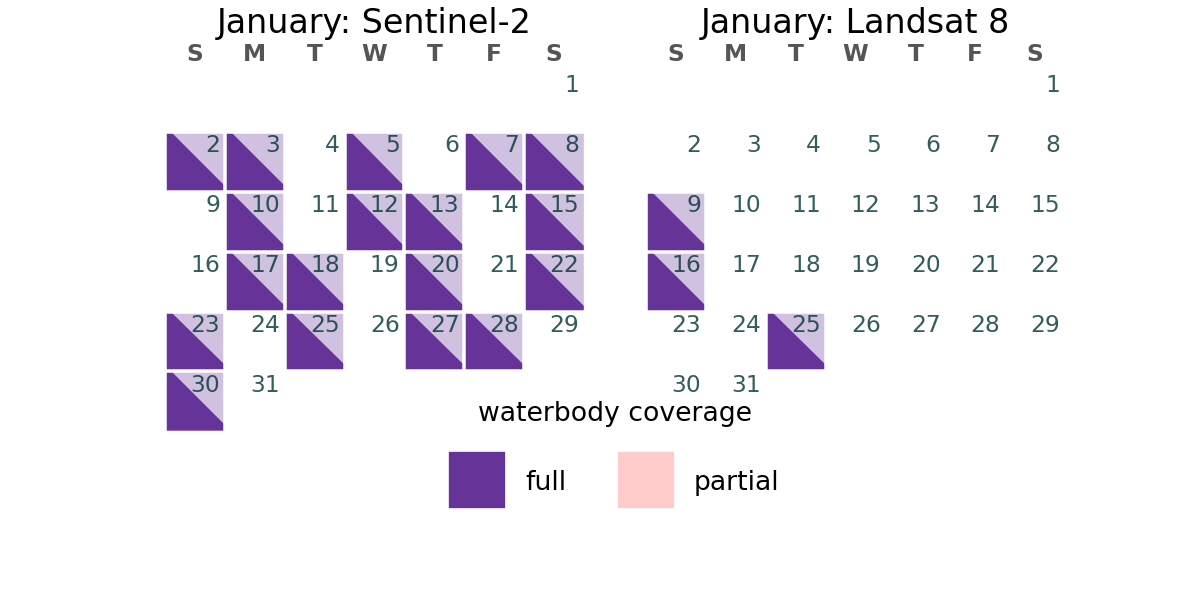 January: Sentinel-2
S M T W T F S
1
2 3 4 5 6 7 8
9 10 11 12 13 14 15
16 17 18 19 20 21 22
23 24 25 26 27 28 29
30 31
January: Landsat 8
S M T W T F S
1
2 3 4 5 6 7 8
9 10 11 12 13 14 15
16 17 18 19 20 21 22
23 24 25 26 27 28 29
30 31
waterbody coverage
full
partial